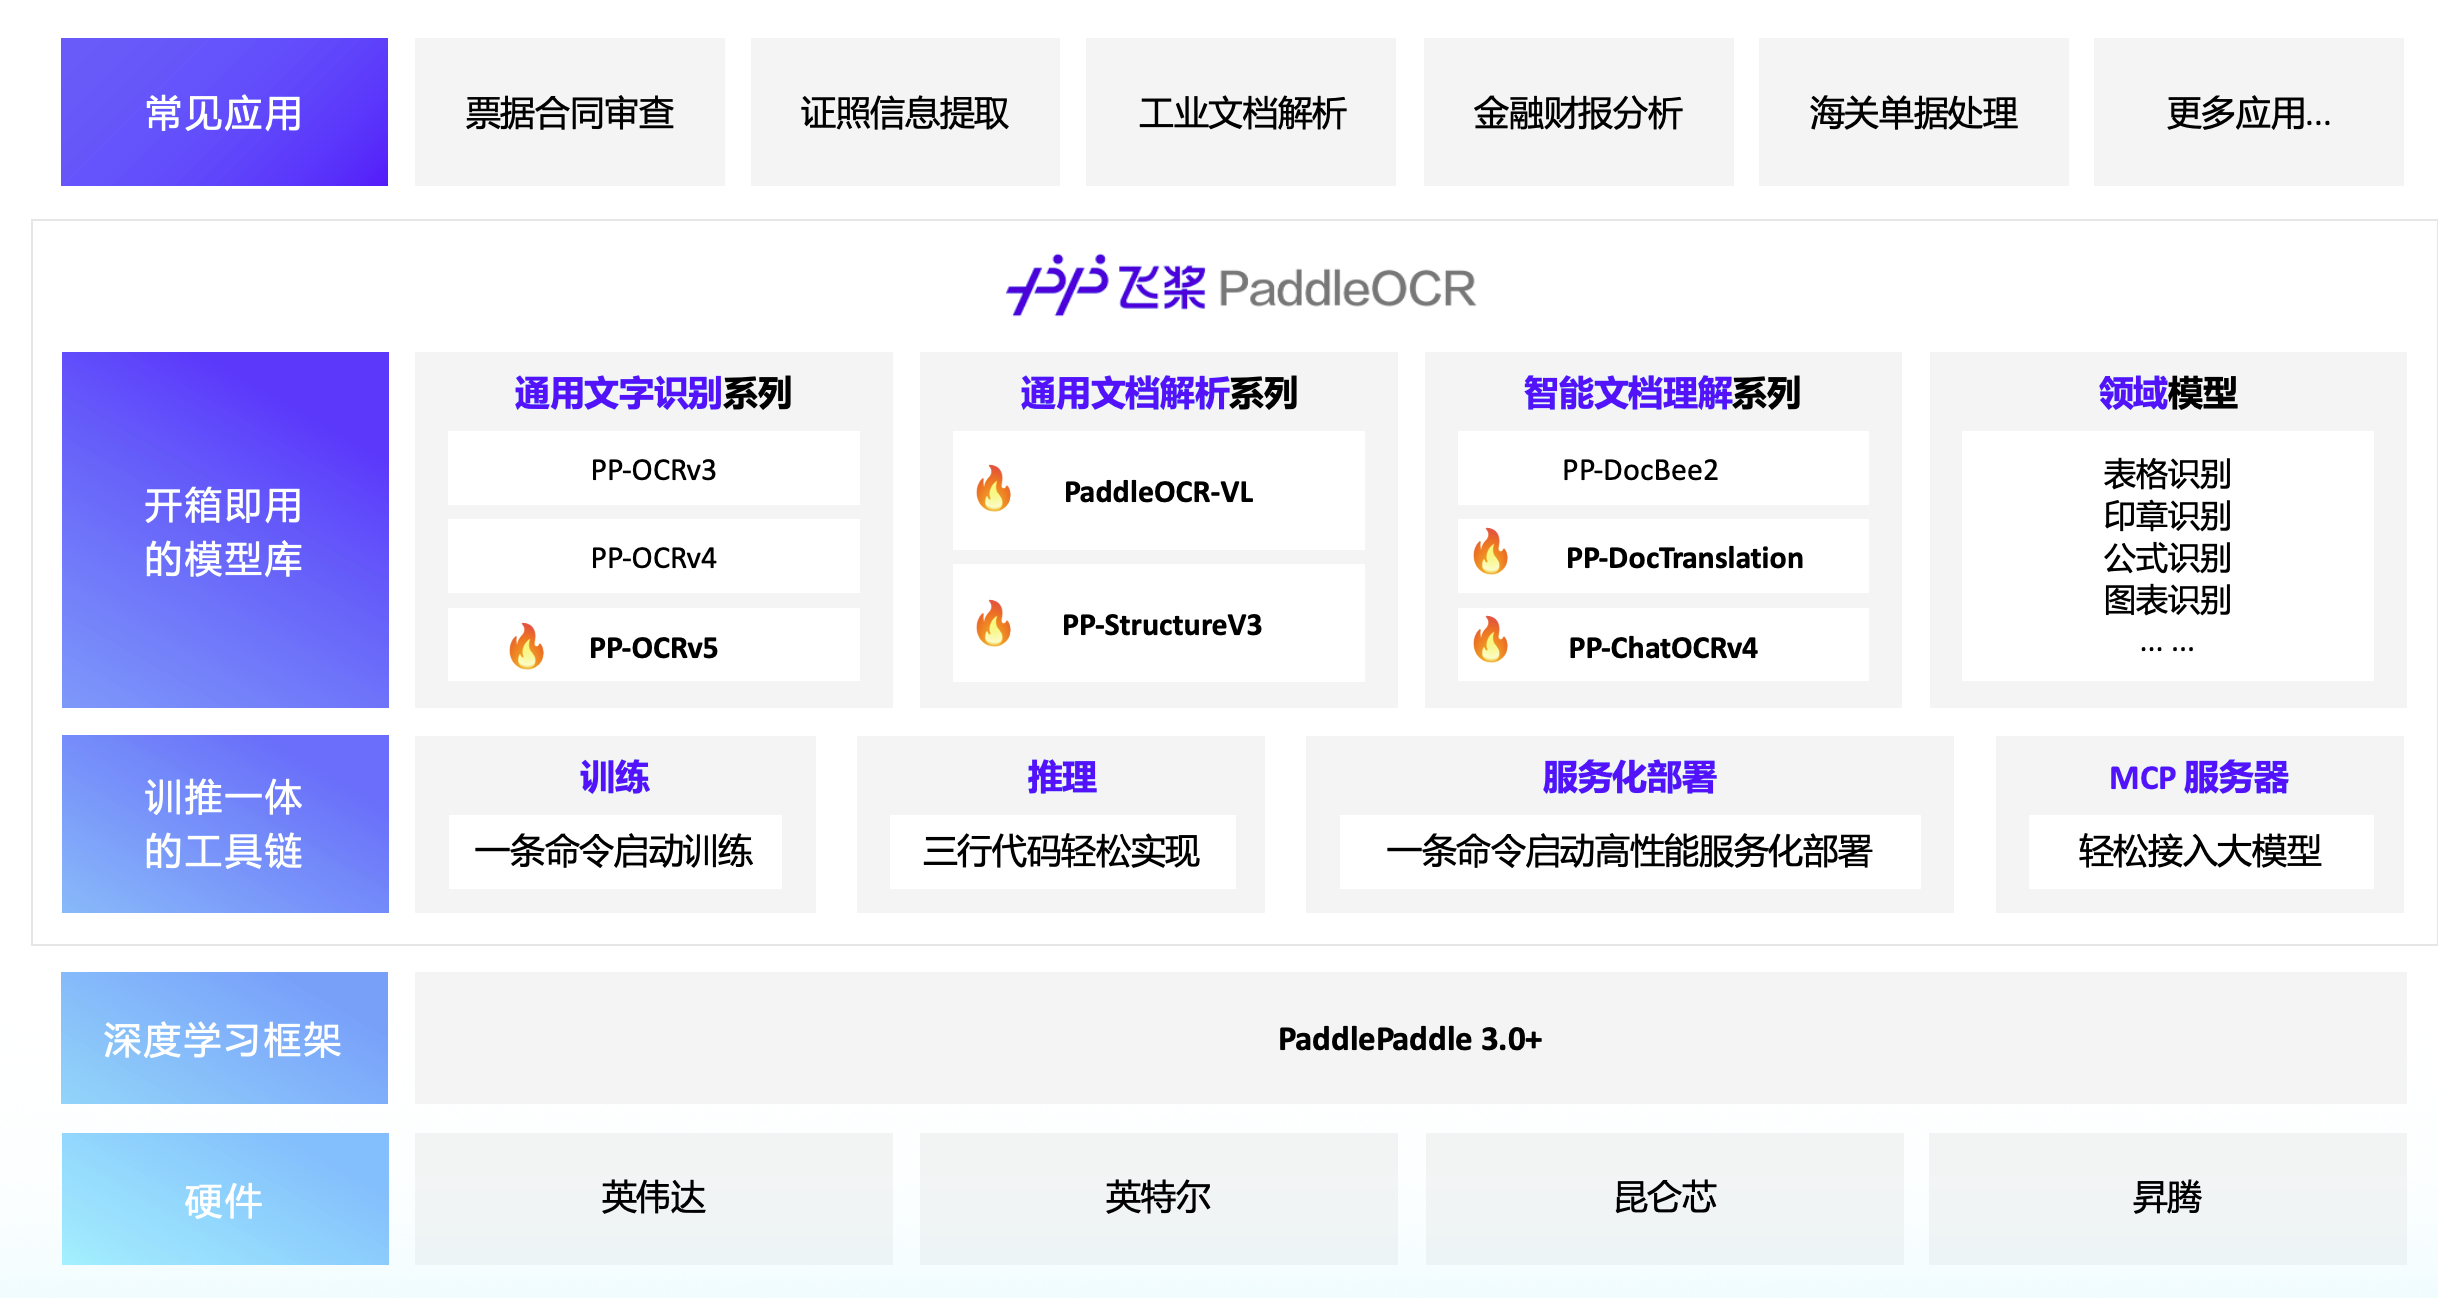 常见应用
票据合同审查
证照信息提取
工业文档解析
金融财报分析
海关单据处理
更多应用...
飞桨 PaddleOCR
开箱即用
的模型库
通用文字识别系列
PP-OCRv3
PP-OCRv4
PP-OCRv5
通用文档解析系列
PaddleOCR-VL
PP-StructureV3
智能文档理解系列
PP-DocBee2
PP-DocTranslation
PP-ChatOCRv4
领域模型
表格识别
印章识别
公式识别
图表识别
... ...
训推一体
的工具链
训练
一条命令启动训练
推理
三行代码轻松实现
服务化部署
一条命令启动高性能服务化部署
MCP 服务器
轻松接入大模型
深度学习框架
PaddlePaddle 3.0+
硬件
英伟达
英特尔
昆仑芯
昇腾